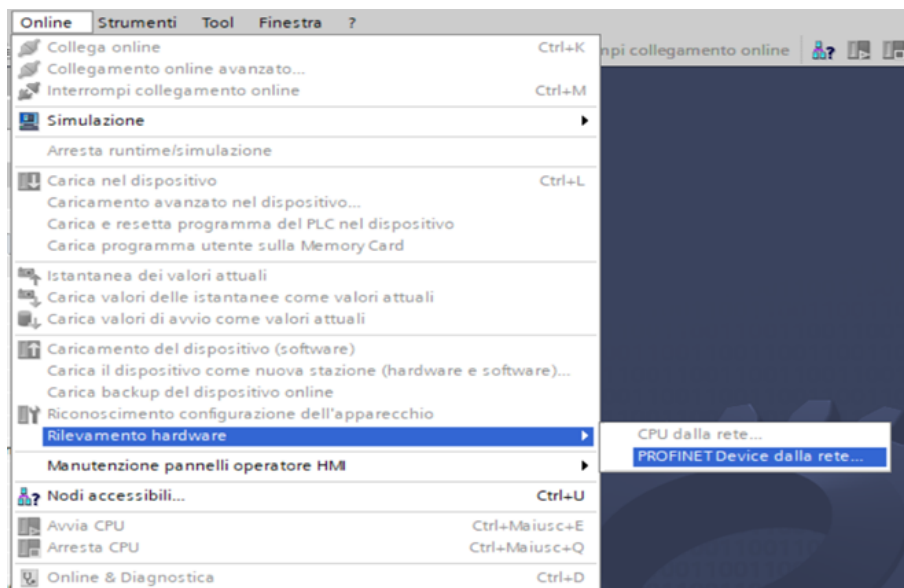 Online Strumenti Tool Finestra ?
Collega online Ctrl+K
Collegamento online avanzato...
Interrompi collegamento online Ctrl+M
collegamento online
Simulazione
Arresta runtime/simulazione
Carica nel dispositivo Ctrl+L
Caricamento avanzato nel dispositivo...
Carica e resetta programma del PLC nel dispositivo
Carica programma utente sulla Memory Card
Istantanea dei valori attuali
Carica valori delle istantanee come valori attuali
Carica valori di avvio come valori attuali
Caricamento del dispositivo (software)
Carica il dispositivo come nuova stazione (hardware e software)...
Carica backup del dispositivo online
Riconoscimento configurazione dell'apparecchio
Rilevamento hardware
CPU dalla rete...
PROFINET Device dalla rete...
Manutenzione pannelli operatore HMI
Nodi accessibili... Ctrl+U
Avvia CPU Ctrl+Maiusc+E
Arresta CPU Ctrl+Maiusc+Q
Online & Diagnostica Ctrl+D